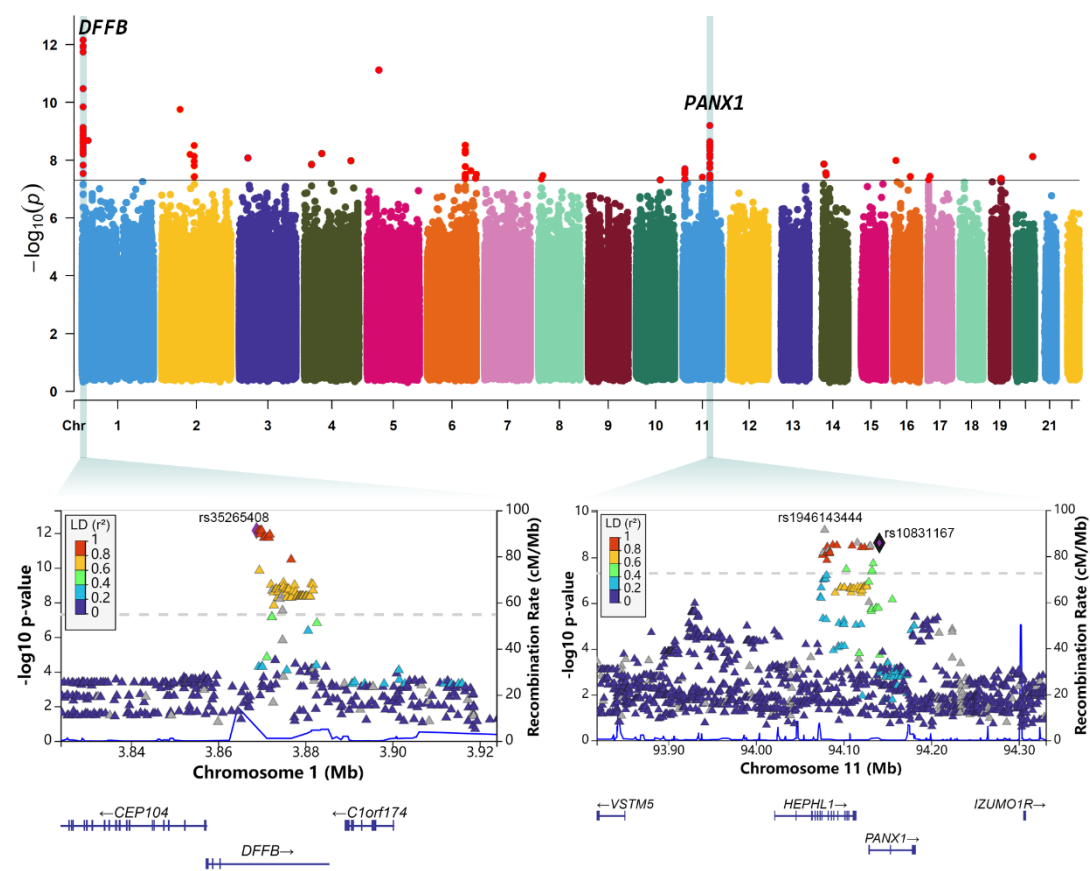 DFFB
PANX1
−log₁₀(p)
12
10
8
6
4
2
0
Chr 1 2 3 4 5 6 7 8 9 10 11 12 13 14 15 16 17 18 19 21
rs35265408
LD (r²)
1
0.8
0.6
0.4
0.2
0
-log10 p-value
13
12
10
8
6
4
2
0
Recombination Rate (cM/Mb)
100
80
60
40
20
0
3.84 3.86 3.88 3.90 3.92
Chromosome 1 (Mb)
←CEP104
←C1orf174
DFFB→
rs1946143444
rs10831167
LD (r²)
1
0.8
0.6
0.4
0.2
0
-log10 p-value
10
8
6
4
2
0
Recombination Rate (cM/Mb)
100
80
60
40
20
0
93.90 94.00 94.10 94.20 94.30
Chromosome 11 (Mb)
←VSTM5
HEPHL1→
IZUMO1R→
PANX1→